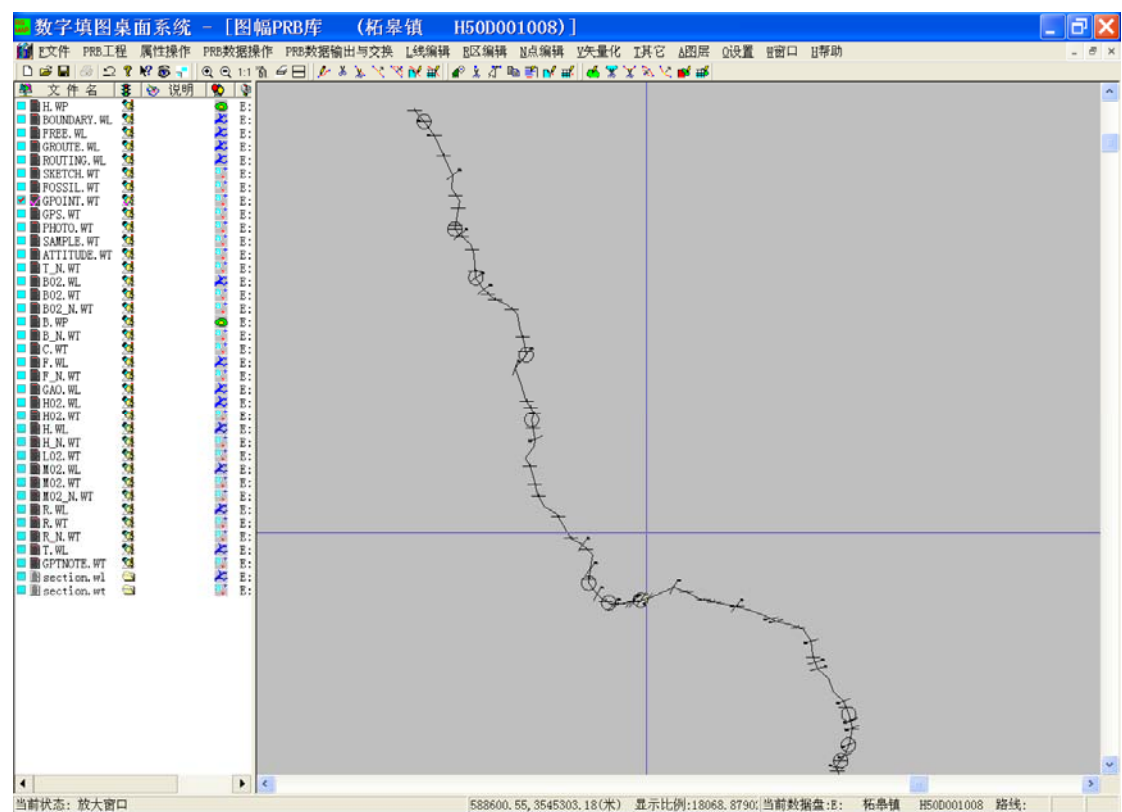 数字填图桌面系统 - [图幅PRB库 (柘皋镇 H50D001008)]
F文件 PRB工程 属性操作 PRB数据操作 PRB数据输出与交换 L线编辑 R区编辑 N点编辑 V矢量化 I其它 A图层 O设置 W窗口 H帮助
1:1
文件名 说明
H.WP E:
BOUNDARY.WL E:
FREE.WL E:
GROUTE.WL E:
ROUTING.WL E:
SKETCH.WT E:
FOSSIL.WT E:
GPOINT.WT E:
GPS.WT E:
PHOTO.WT E:
SAMPLE.WT E:
ATTITUDE.WT E:
T_N.WT E:
B02.WL E:
B02.WT E:
B02_N.WT E:
B.WP E:
B_N.WT E:
C.WT E:
F.WL E:
F_N.WT E:
GAO.WL E:
H02.WL E:
H02.WT E:
H.WL E:
H_N.WT E:
L02.WT E:
M02.WL E:
M02.WT E:
M02_N.WT E:
R.WL E:
R.WT E:
R_N.WT E:
T.WL E:
GPTNOTE.WT E:
section.wl E:
section.wt E:
当前状态: 放大窗口 588600.55,3545303.18(米) 显示比例:18068.8790; 当前数据盘:E: 柘皋镇 H50D001008 路线: